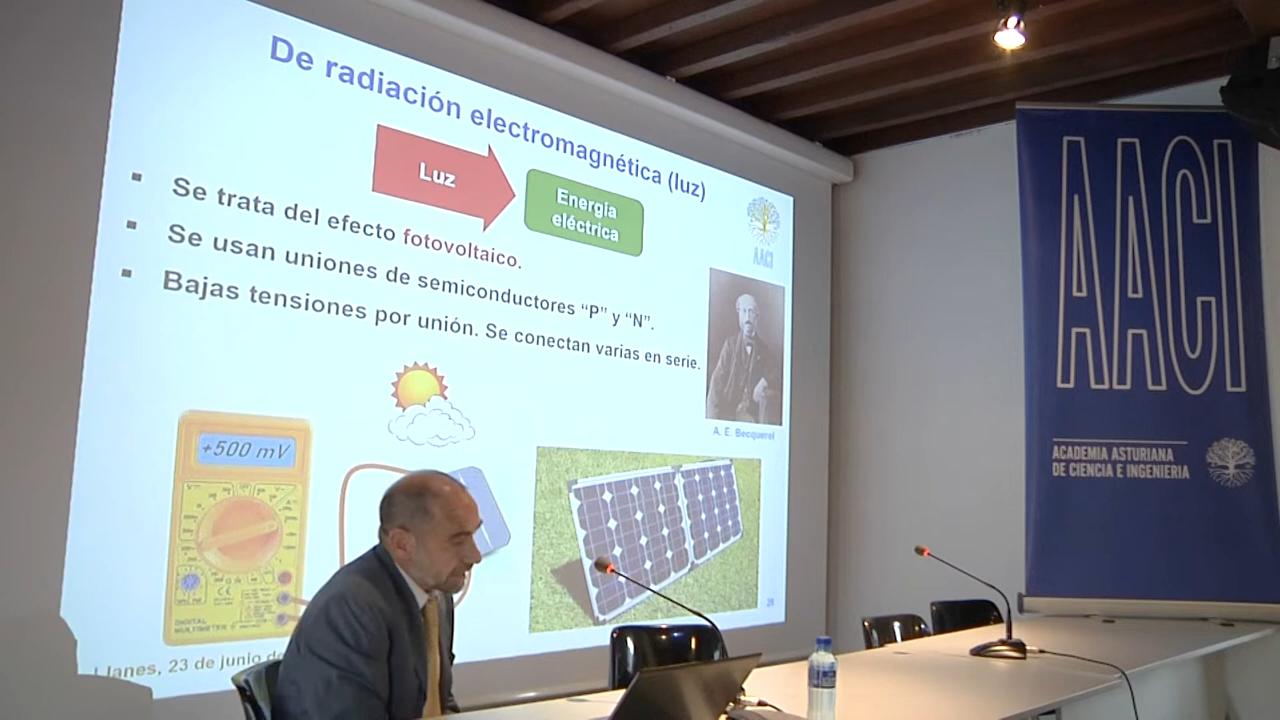 De radiación electromagnética (luz)
Luz
Energía
eléctrica
▪ Se trata del efecto fotovoltaico.
▪ Se usan uniones de semiconductores “P” y “N”.
▪ Bajas tensiones por unión. Se conectan varias en serie.
AACI
A. E. Becquerel
+500 mV
DIGITAL
MULTIMETER
28
Llanes, 23 de junio de
AACI
ACADEMIA ASTURIANA
DE CIENCIA E INGENIERIA